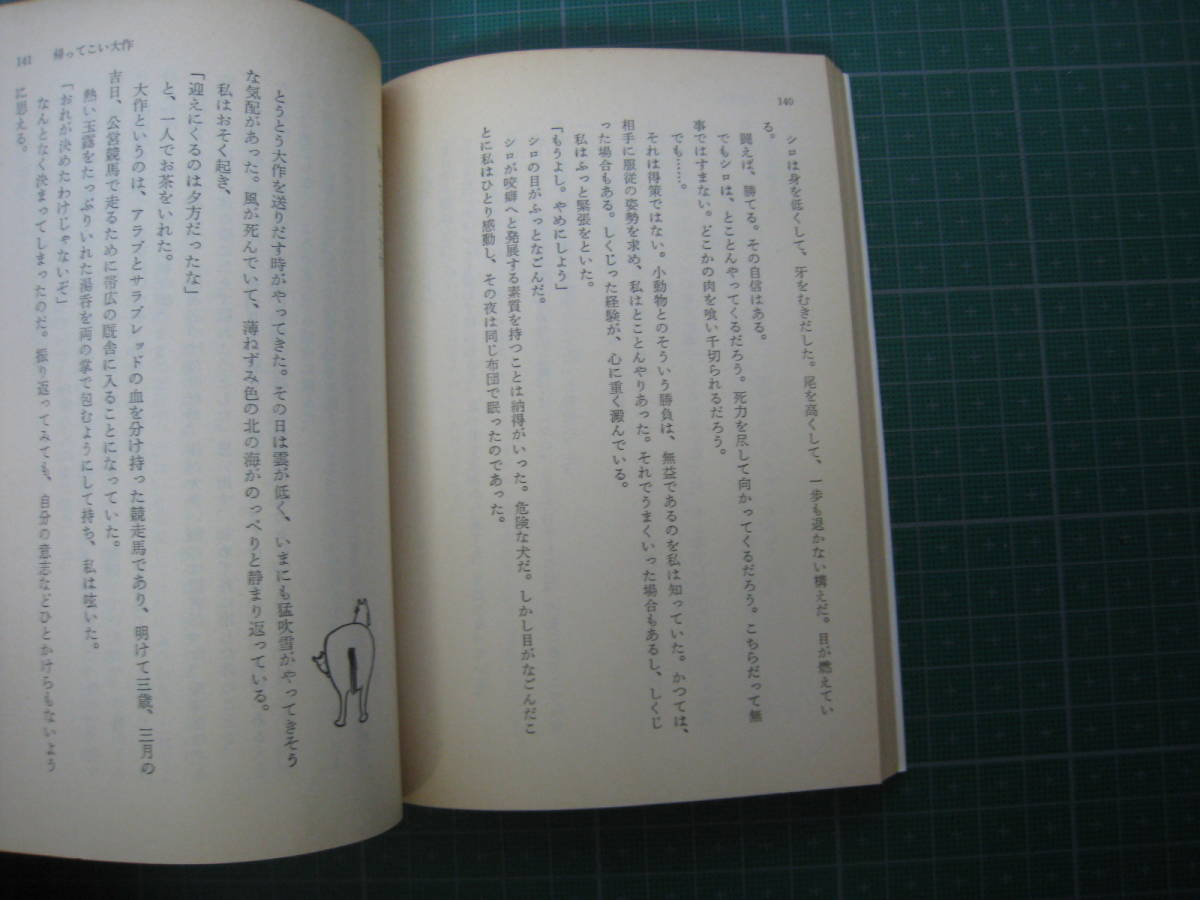 140
シロは身を低くして、牙をむきだした。尾を高くして、一歩も退かない構えだ。目が燃えてい
る。
闘えば、勝てる。その自信はある。
でもシロは、とことんやってくるだろう。死力を尽して向かってくるだろう。こちらだって無
事ではすまない。どこかの肉を喰い千切られるだろう。
でも……。
それは得策ではない。小動物とのそういう勝負は、無益であるのを私は知っていた。かつては、
相手に服従の姿勢を求め、私はとことんやりあった。それでうまくいった場合もあるし、しくじ
った場合もある。しくじった経験が、心に重く澱んでいる。
私はふっと緊張をといた。
「もうよし。やめにしよう」
シロの目がふっとなごんだ。
シロが咬癖へと発展する素質を持つことは納得がいった。危険な犬だ。しかし目がなごんだこ
とに私はひとり感動し、その夜は同じ布団で眠ったのであった。
141 帰ってこい大作
とうとう大作を送りだす時がやってきた。その日は雲が低く、いまにも猛吹雪がやってきそう
な気配があった。風が死んでいて、薄ねずみ色の北の海がのっぺりと静まり返っている。
私はおそく起き、
「迎えにくるのは夕方だったな」
と、一人でお茶をいれた。
大作というのは、アラブとサラブレッドの血を分け持った競走馬であり、明けて三歳、三月の
吉日、公営競馬で走るために帯広の厩舎に入ることになっていた。
熱い玉露をたっぷりいれた湯呑を両の掌で包むようにして持ち、私は呟いた。
「おれが決めたわけじゃないぞ」
なんとなく決まってしまったのだ。振り返ってみても、自分の意志などひとかけらもないよう
に思える。